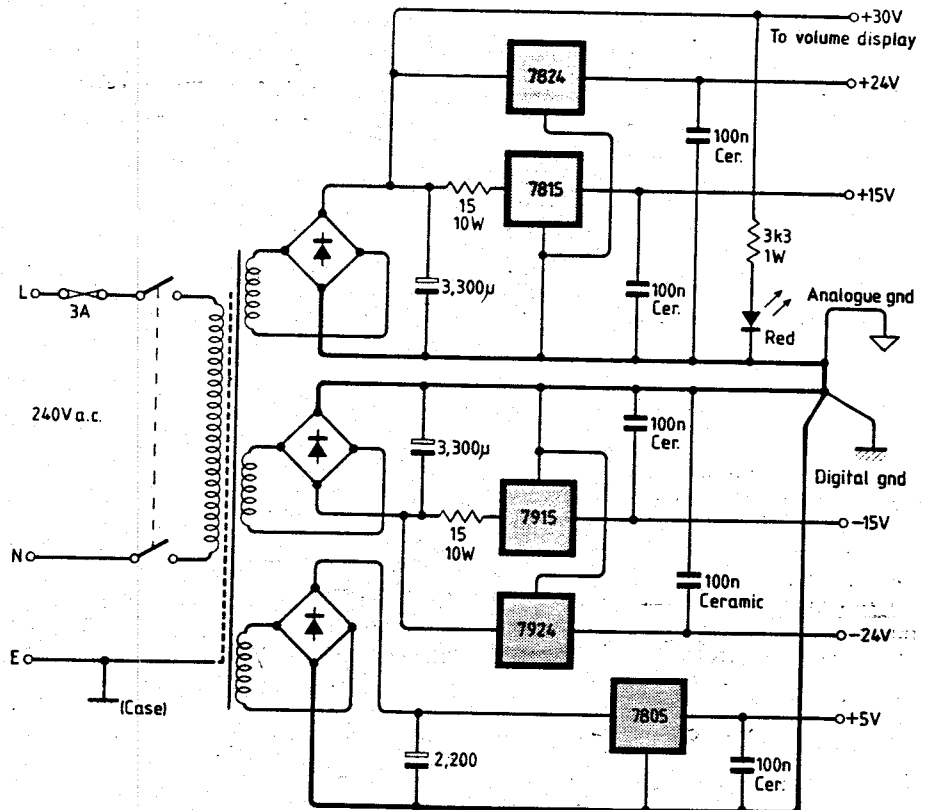 +30V
To volume display
7824
+24V
100n
Cer.
7815
+15V
15
10W
3k3
1W
3,300µ
100n
Cer.
Red
Analogue gnd
L
3A
240V a.c.
3,300µ
100n
Cer.
Digital gnd
7915
-15V
15
10W
N
100n
Ceramic
7924
-24V
E
(Case)
7805
+5V
2,200
100n
Cer.